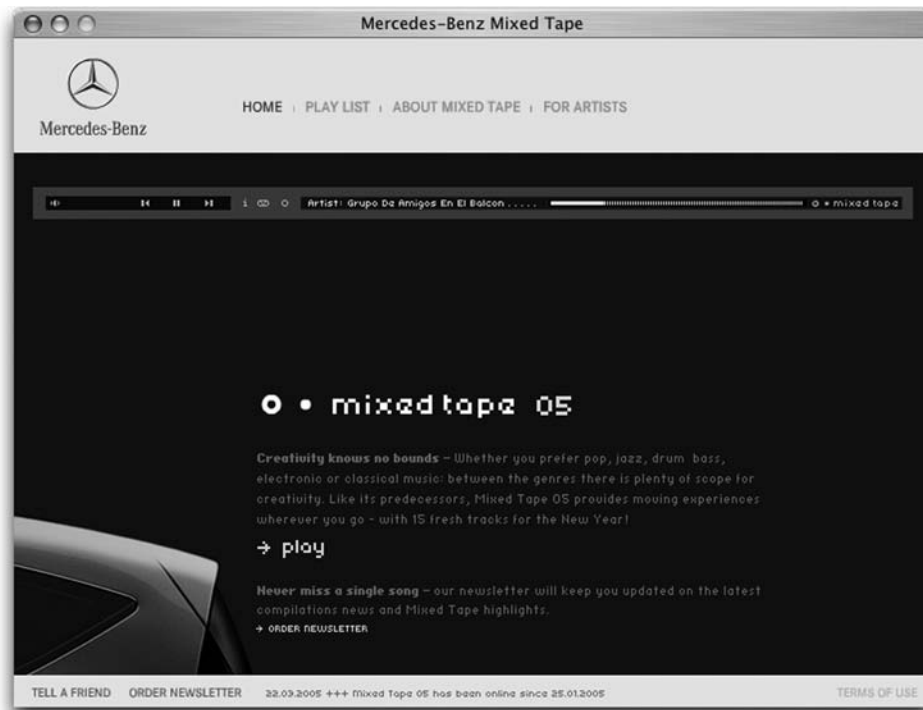 Mercedes-Benz Mixed Tape
Mercedes-Benz
HOME | PLAY LIST | ABOUT MIXED TAPE | FOR ARTISTS
i Artist: Grupo De Amigos En El Balcon ..... mixed tape
mixed tape 05
Creativity knows no bounds – Whether you prefer pop, jazz, drum bass,
electronic or classical music: between the genres there is plenty of scope for
creativity. Like its predecessors, Mixed Tape 05 provides moving experiences
wherever you go - with 15 fresh tracks for the New Year!
→ play
Never miss a single song – our newsletter will keep you updated on the latest
compilations news and Mixed Tape highlights.
→ ORDER NEWSLETTER
TELL A FRIEND ORDER NEWSLETTER 22.03.2005 +++ Mixed Tape 05 has been online since 25.01.2005 TERMS OF USE